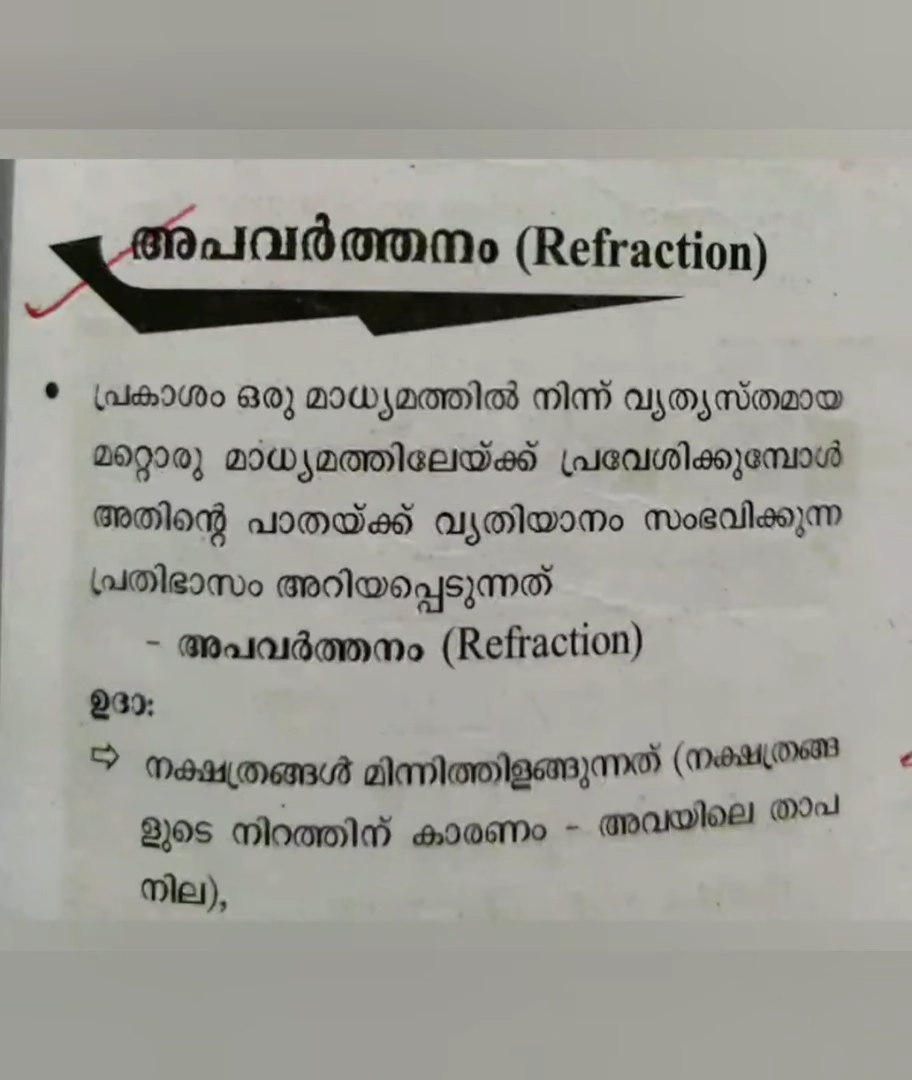 അപവർത്തനം (Refraction)
• പ്രകാശം ഒരു മാധ്യമത്തിൽ നിന്ന് വ്യത്യസ്തമായ
മറ്റൊരു മാധ്യമത്തിലേയ്ക്ക് പ്രവേശിക്കുമ്പോൾ
അതിന്റെ പാതയ്ക്ക് വ്യതിയാനം സംഭവിക്കുന്ന
പ്രതിഭാസം അറിയപ്പെടുന്നത്
- അപവർത്തനം (Refraction)
ഉദാ:
⇨ നക്ഷത്രങ്ങൾ മിന്നിത്തിളങ്ങുന്നത് (നക്ഷത്രങ്ങ
ളുടെ നിറത്തിന് കാരണം - അവയിലെ താപ
നില),